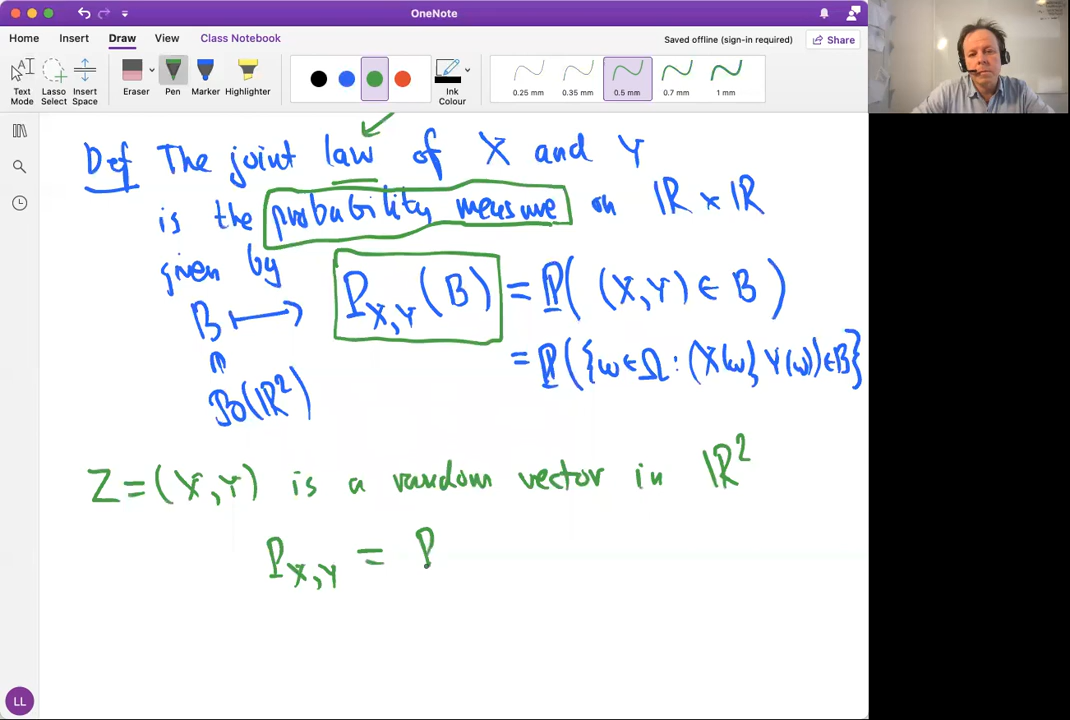 OneNote
Home Insert Draw View Class Notebook
Saved offline (sign-in required) Share
Text Mode Lasso Select Insert Space Eraser Pen Marker Highlighter Ink Colour 0.25 mm 0.35 mm 0.5 mm 0.7 mm 1 mm
Def The joint law of X and Y
is the probability measure on ℝ × ℝ
given by
B ⟼ ℙ_{X,Y}(B) = ℙ( (X,Y) ∈ B )
= ℙ({ω ∈ Ω : (X(ω), Y(ω)) ∈ B}
Bo(ℝ²)
Z = (X,Y) is a random vector in ℝ²
ℙ_{X,Y} = ℙ
LL